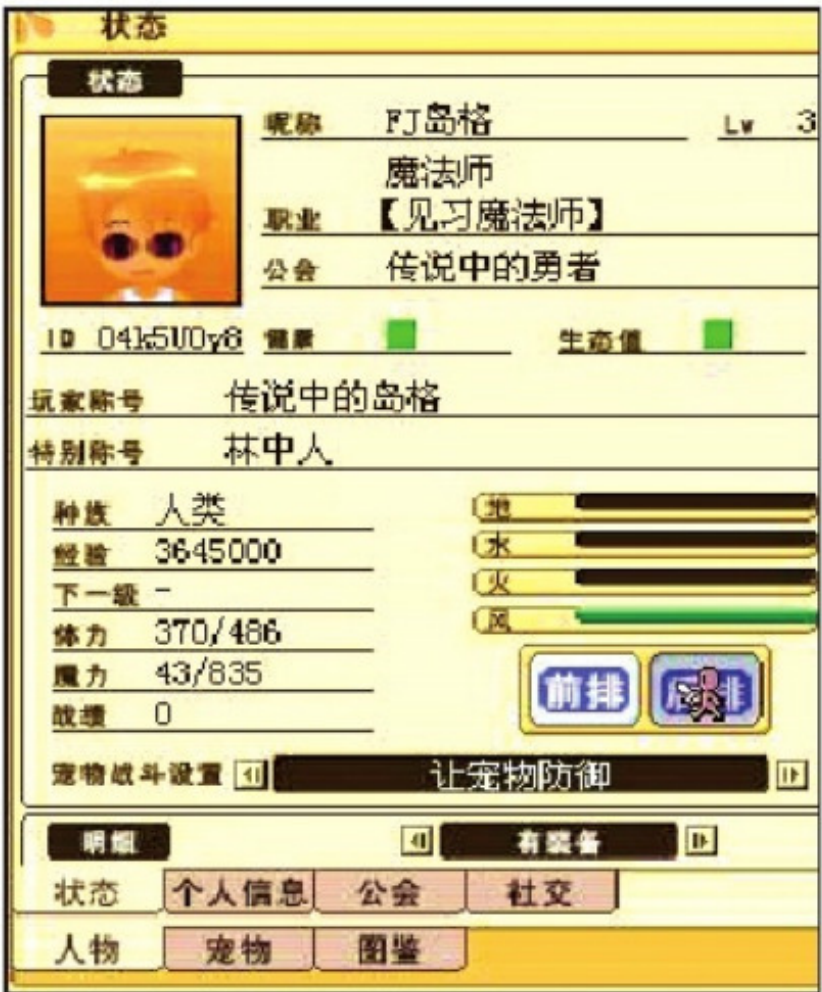 状态
状态
昵称 FJ岛格 Lv 3
魔法师
职业 【见习魔法师】
公会 传说中的勇者
ID 04k5U0y6 健康 生态值
玩家称号 传说中的岛格
特别称号 林中人
种族 人类 地
经验 3645000 水
下一级 - 火
体力 370/486 风
魔力 43/835
前排 排
战绩 0
宠物战斗设置 让宠物防御
明细 有装备
状态 个人信息 公会 社交
人物 宠物 图鉴